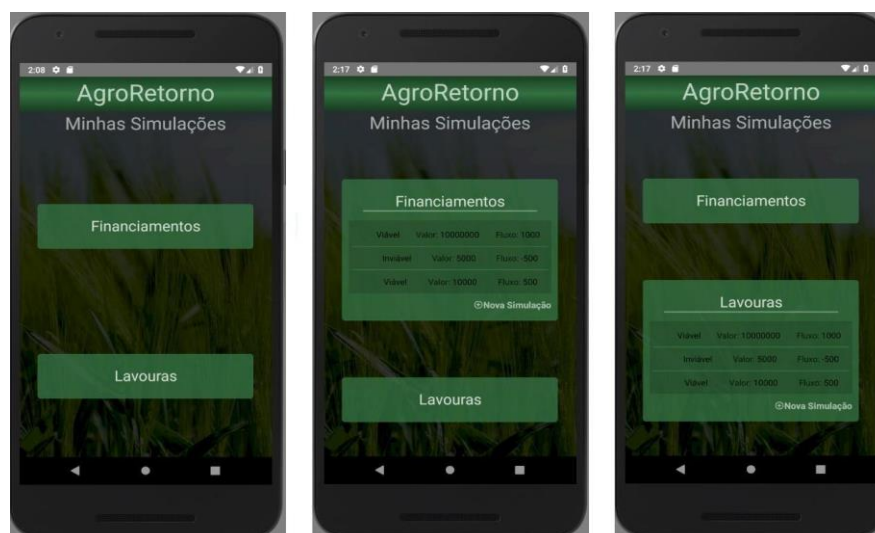 2:08
AgroRetorno
Minhas Simulações
Financiamentos
Lavouras
2:17
AgroRetorno
Minhas Simulações
Financiamentos
Viável Valor: 10000000 Fluxo: 1000
Inviável Valor: 5000 Fluxo: -500
Viável Valor: 10000 Fluxo: 500
Nova Simulação
Lavouras
2:17
AgroRetorno
Minhas Simulações
Financiamentos
Lavouras
Viável Valor: 10000000 Fluxo: 1000
Inviável Valor: 5000 Fluxo: -500
Viável Valor: 10000 Fluxo: 500
Nova Simulação